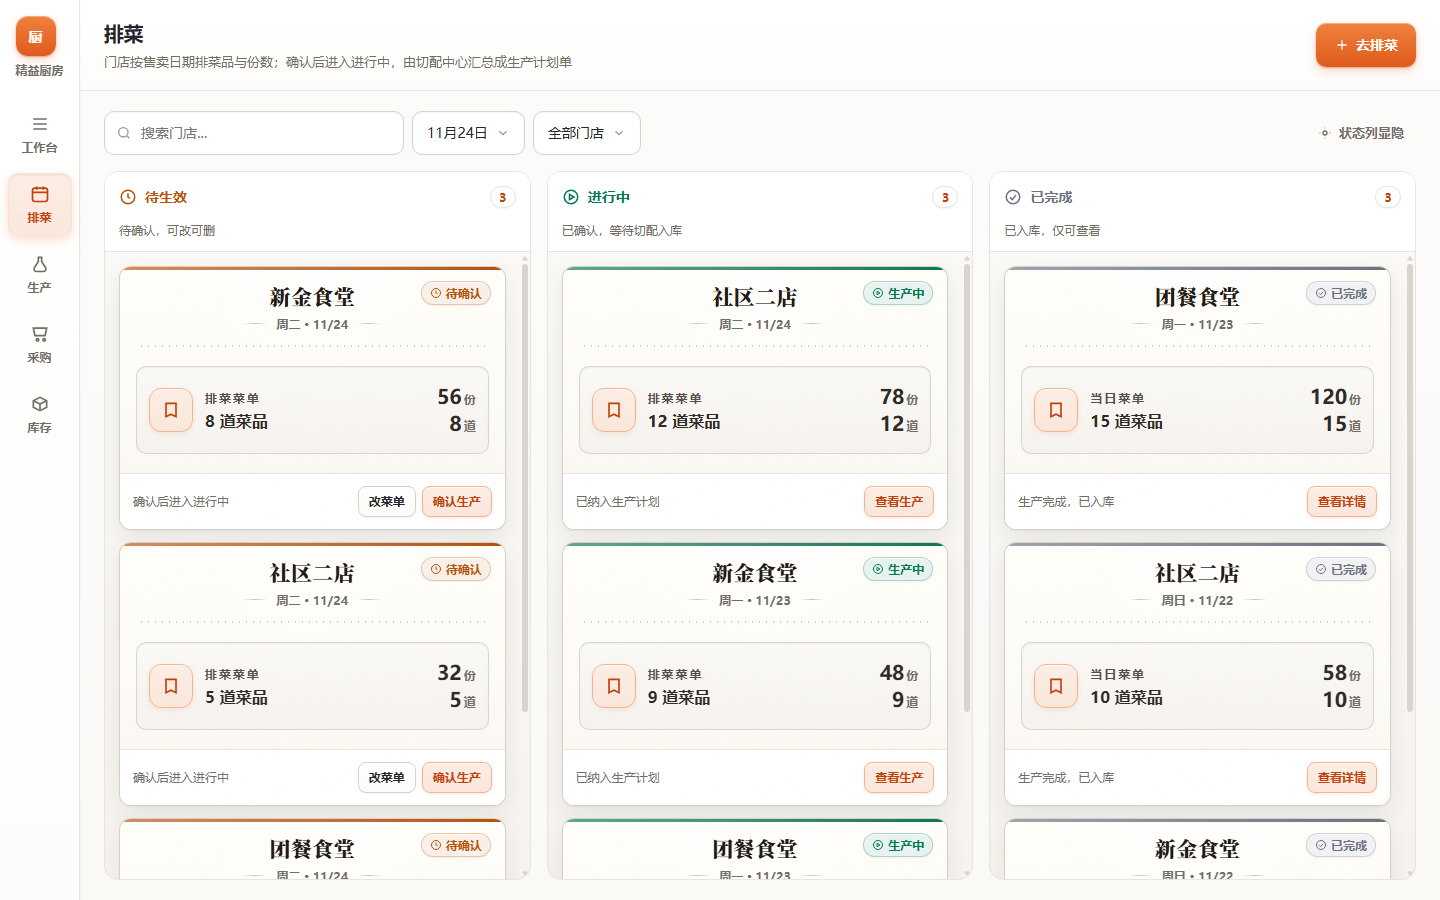 厨
精益厨房
工作台
排菜
生产
采购
库存
排菜
门店按售卖日期排菜品与份数；确认后进入进行中，由切配中心汇总成生产计划单
去排菜
搜索门店...
11月24日
全部门店
状态列显隐
待生效
3
待确认，可改可删
新金食堂
待确认
周二 • 11/24
排菜菜单
8 道菜品
56份
8道
确认后进入进行中
改菜单
确认生产
社区二店
待确认
周二 • 11/24
排菜菜单
5 道菜品
32份
5道
确认后进入进行中
改菜单
确认生产
团餐食堂
待确认
周二 • 11/24
进行中
3
已确认，等待切配入库
社区二店
生产中
周二 • 11/24
排菜菜单
12 道菜品
78份
12道
已纳入生产计划
查看生产
新金食堂
生产中
周一 • 11/23
排菜菜单
9 道菜品
48份
9道
已纳入生产计划
查看生产
团餐食堂
生产中
周一 • 11/23
已完成
3
已入库，仅可查看
团餐食堂
已完成
周一 • 11/23
当日菜单
15 道菜品
120份
15道
生产完成，已入库
查看详情
社区二店
已完成
周日 • 11/22
当日菜单
10 道菜品
58份
10道
生产完成，已入库
查看详情
新金食堂
已完成
周日 • 11/22